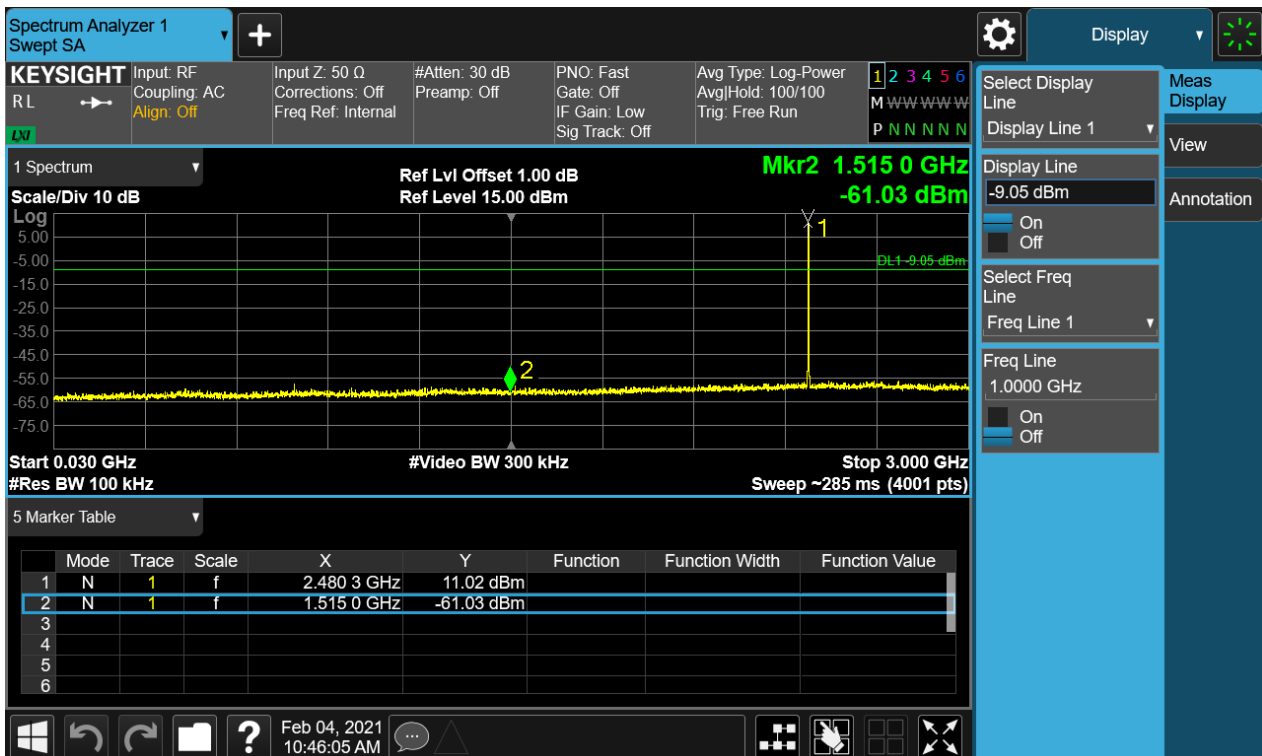 Spectrum Analyzer 1
Swept SA
Display
KEYSIGHT
R L
LXI
Input: RF
Coupling: AC
Align: Off
Input Z: 50 Ω
Corrections: Off
Freq Ref: Internal
#Atten: 30 dB
Preamp: Off
PNO: Fast
Gate: Off
IF Gain: Low
Sig Track: Off
Avg Type: Log-Power
Avg|Hold: 100/100
Trig: Free Run
1 2 3 4 5 6
M W W W W W W
P N N N N N N
1 Spectrum
Scale/Div 10 dB
Ref Lvl Offset 1.00 dB
Ref Level 15.00 dBm
Mkr2 1.515 0 GHz
-61.03 dBm
Log
5.00
-5.00
-15.0
-25.0
-35.0
-45.0
-55.0
-65.0
-75.0
1
DL1 -9.05 dBm
2
Start 0.030 GHz
#Video BW 300 kHz
Stop 3.000 GHz
#Res BW 100 kHz
Sweep ~285 ms (4001 pts)
5 Marker Table
Mode Trace Scale X Y Function Function Width Function Value
1 N 1 f 2.480 3 GHz 11.02 dBm
2 N 1 f 1.515 0 GHz -61.03 dBm
3
4
5
6
Feb 04, 2021
10:46:05 AM
Select Display
Line
Display Line 1
Display Line
-9.05 dBm
On
Off
Select Freq
Line
Freq Line 1
Freq Line
1.0000 GHz
On
Off
Meas
Display
View
Annotation